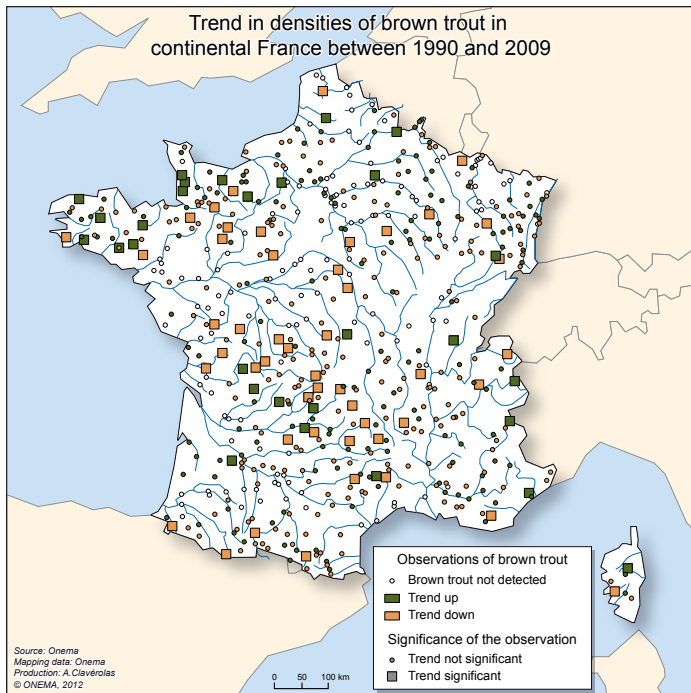 Trend in densities of brown trout in
continental France between 1990 and 2009
Observations of brown trout
Brown trout not detected
Trend up
Trend down
Significance of the observation
Trend not significant
Trend significant
Source: Onema
Mapping data: Onema
Production: A.Clavérolas
© ONEMA, 2012
0 50 100 km